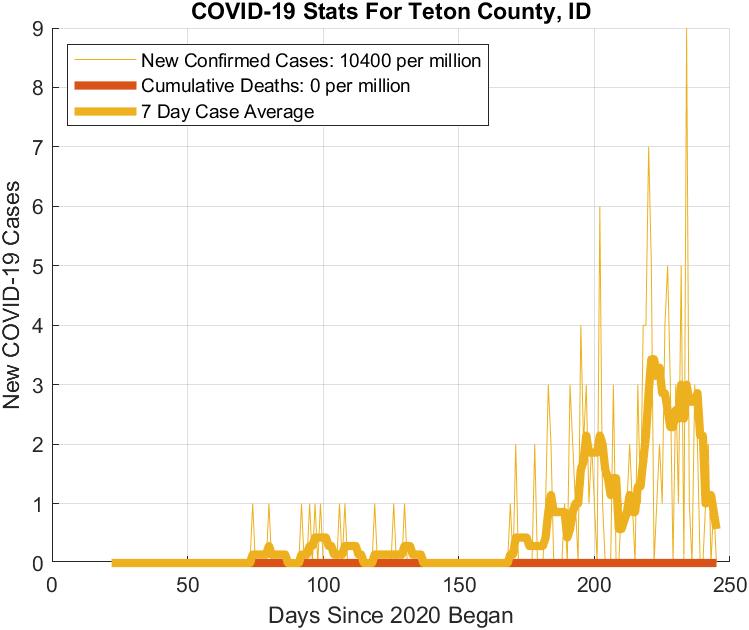 COVID-19 Stats For Teton County, ID
New Confirmed Cases: 10400 per million
Cumulative Deaths: 0 per million
7 Day Case Average
New COVID-19 Cases
9
8
7
6
5
4
3
2
1
0
0 50 100 150 200 250
Days Since 2020 Began